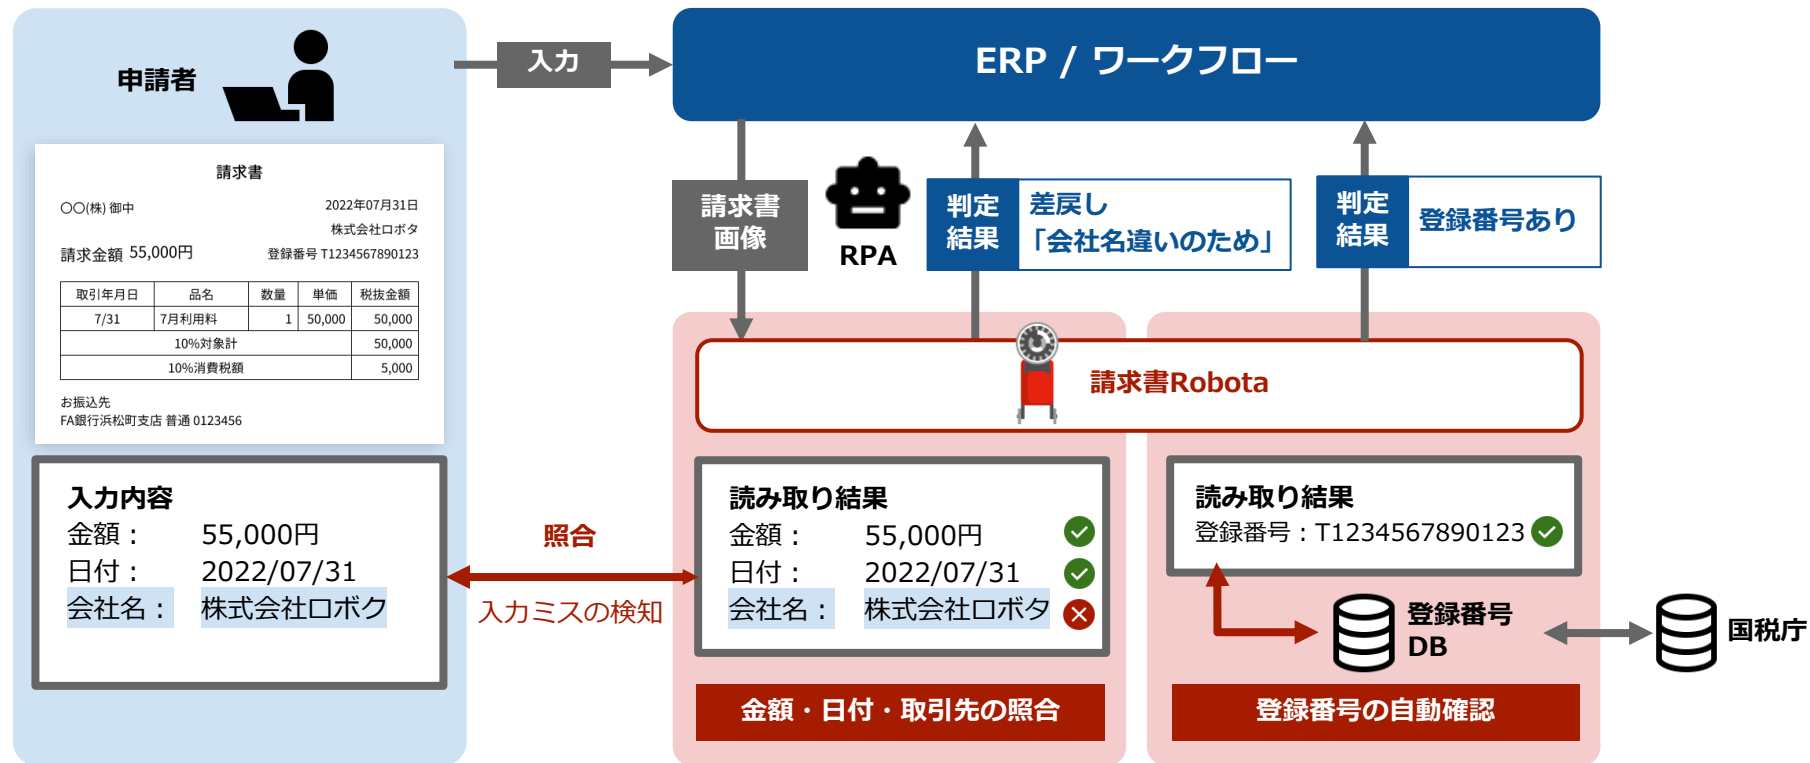 申請者
入力
ERP / ワークフロー
請求書
〇〇(株) 御中
2022年07月31日
株式会社ロボタ
請求金額 55,000円
登録番号 T1234567890123
取引年月日 品名 数量 単価 税抜金額
7/31 7月利用料 1 50,000 50,000
10%対象計 50,000
10%消費税額 5,000
お振込先
FA銀行浜松町支店 普通 0123456
請求書
画像
RPA
判定
結果
差戻し
「会社名違いのため」
判定
結果
登録番号あり
請求書Robota
入力内容
金額： 55,000円
日付： 2022/07/31
会社名： 株式会社ロボク
照合
入力ミスの検知
読み取り結果
金額： 55,000円
日付： 2022/07/31
会社名： 株式会社ロボタ
金額・日付・取引先の照合
読み取り結果
登録番号：T1234567890123
登録番号
DB
国税庁
登録番号の自動確認